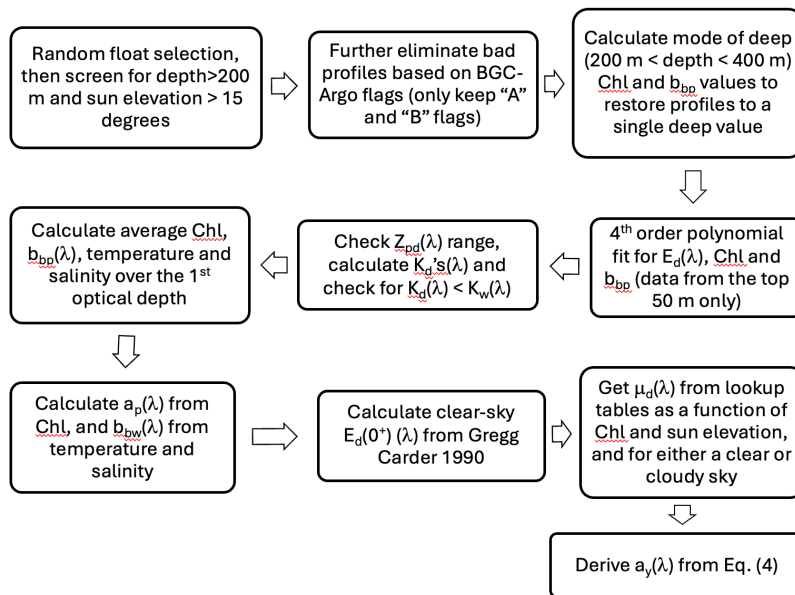 Random float selection,
then screen for depth>200
m and sun elevation > 15
degrees
Further eliminate bad
profiles based on BGC-
Argo flags (only keep “A”
and “B” flags)
Calculate mode of deep
(200 m < depth < 400 m)
Chl and bbp values to
restore profiles to a
single deep value
4th order polynomial
fit for Ed(λ), Chl and
bbp (data from the top
50 m only)
Check Zpd(λ) range,
calculate Kd’s(λ) and
check for Kd(λ) < Kw(λ)
Calculate average Chl,
bbp(λ), temperature and
salinity over the 1st
optical depth
Calculate ap(λ) from
Chl, and bbw(λ) from
temperature and
salinity
Calculate clear-sky
Ed(0+) (λ) from Gregg
Carder 1990
Get μd(λ) from lookup
tables as a function of
Chl and sun elevation,
and for either a clear or
cloudy sky
Derive ay(λ) from Eq. (4)